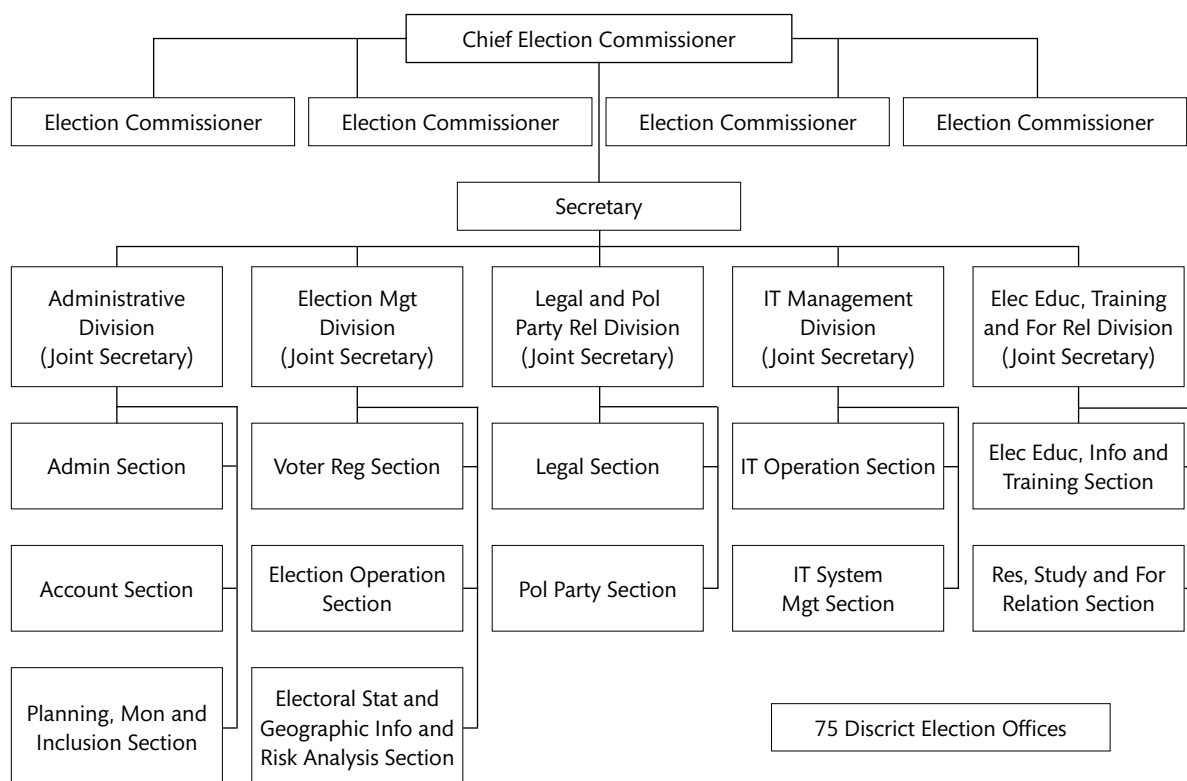 Chief Election Commissioner
Election Commissioner
Election Commissioner
Election Commissioner
Election Commissioner
Secretary
Administrative
Division
(Joint Secretary)
Election Mgt
Division
(Joint Secretary)
Legal and Pol
Party Rel Division
(Joint Secretary)
IT Management
Division
(Joint Secretary)
Elec Educ, Training
and For Rel Division
(Joint Secretary)
Admin Section
Voter Reg Section
Legal Section
IT Operation Section
Elec Educ, Info and
Training Section
Account Section
Election Operation
Section
Pol Party Section
IT System
Mgt Section
Res, Study and For
Relation Section
Planning, Mon and
Inclusion Section
Electoral Stat and
Geographic Info and
Risk Analysis Section
75 Discrict Election Offices